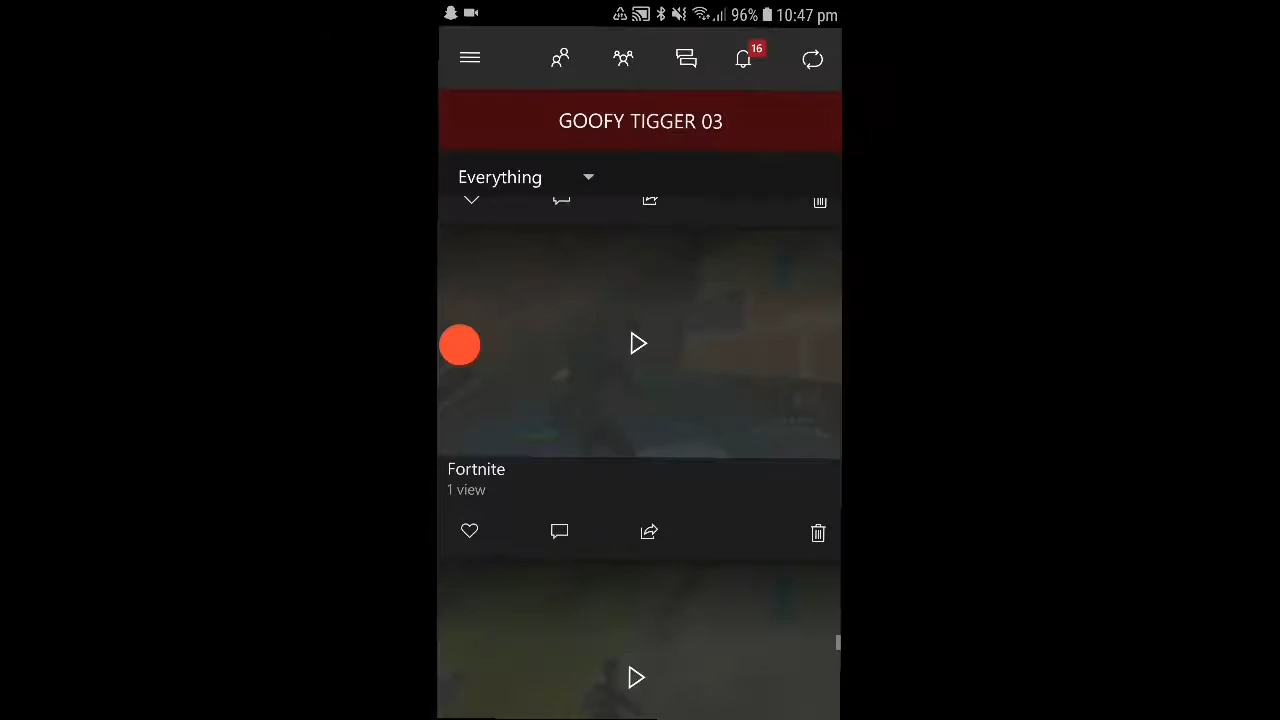 96% 10:47 pm
16
GOOFY TIGGER 03
Everything
Fortnite
1 view